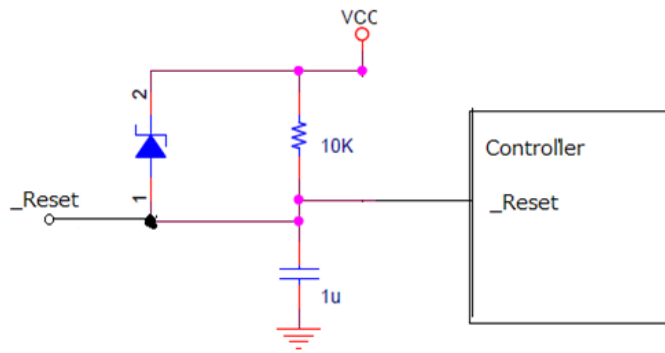 VCC
2
10K
Controller
1
_Reset
_Reset
1u